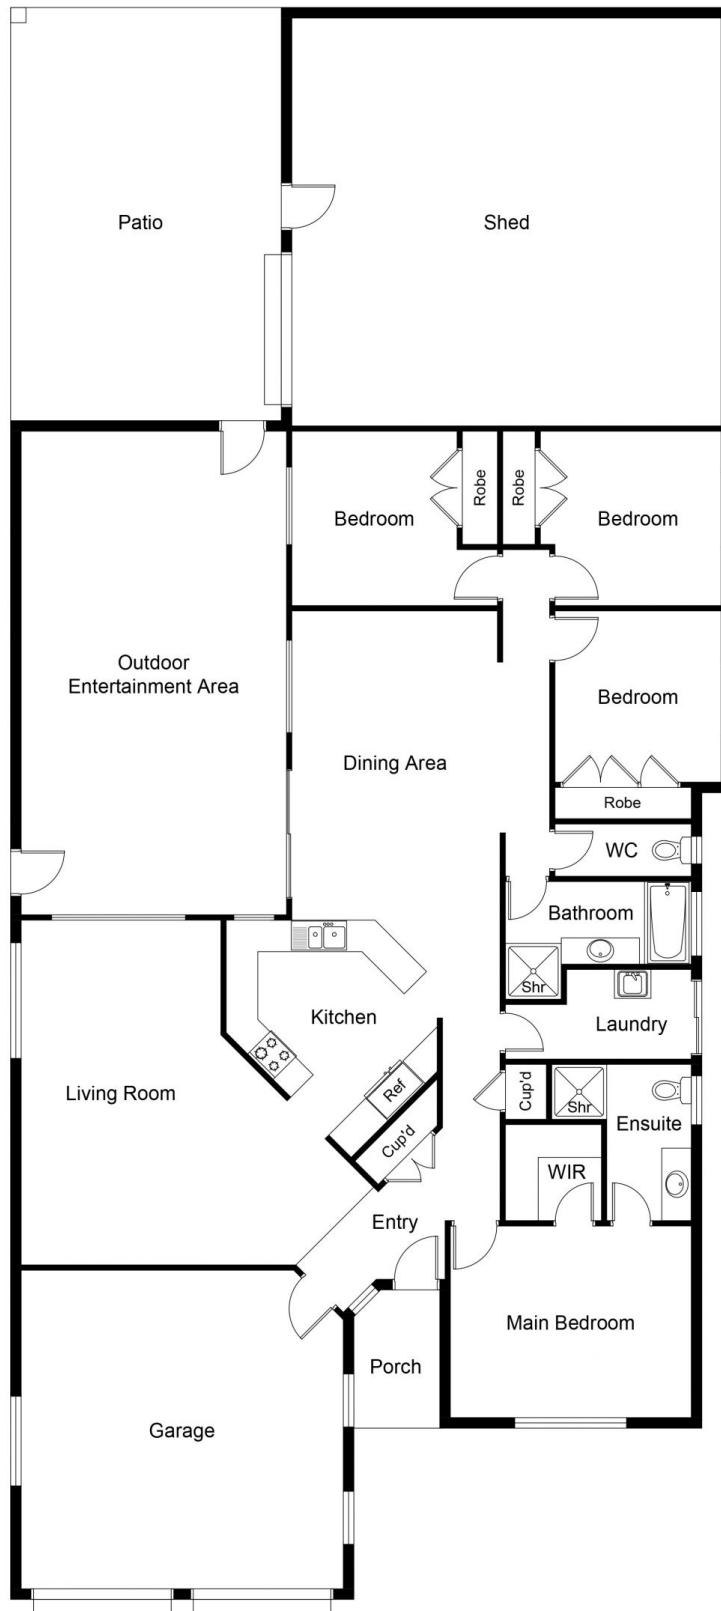 Patio
Shed
Bedroom
Robe
Robe
Bedroom
Outdoor
Entertainment Area
Bedroom
Dining Area
Robe
WC
Bathroom
Shr
Kitchen
Laundry
Living Room
Ref
Cup'd
Shr
Ensuite
Cup'd
WIR
Entry
Main Bedroom
Porch
Garage